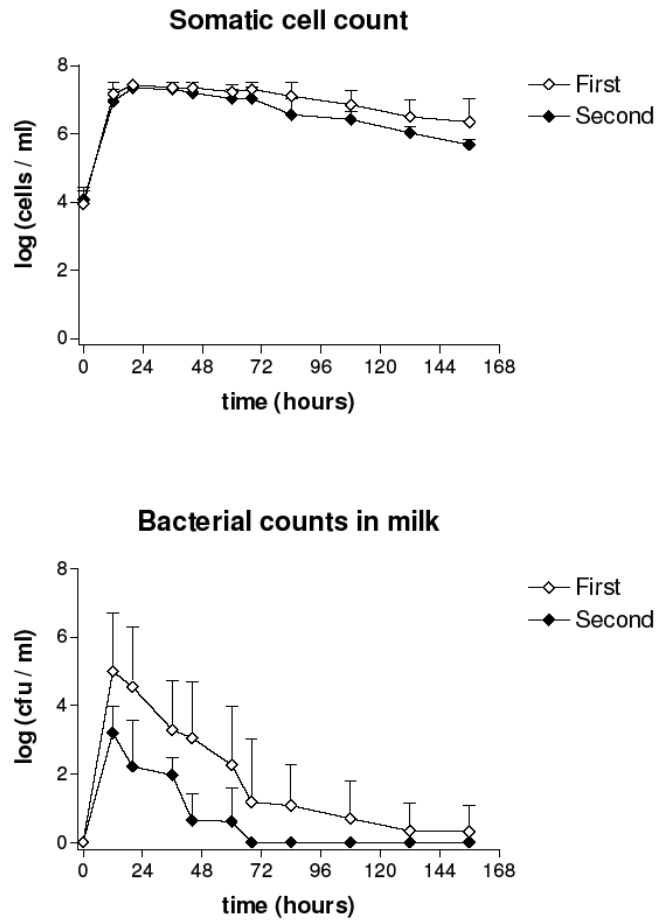 Somatic cell count
8
6
4
2
0
log (cells / ml)
0 24 48 72 96 120 144 168
time (hours)
First
Second
Bacterial counts in milk
8
6
4
2
0
log (cfu / ml)
0 24 48 72 96 120 144 168
time (hours)
First
Second